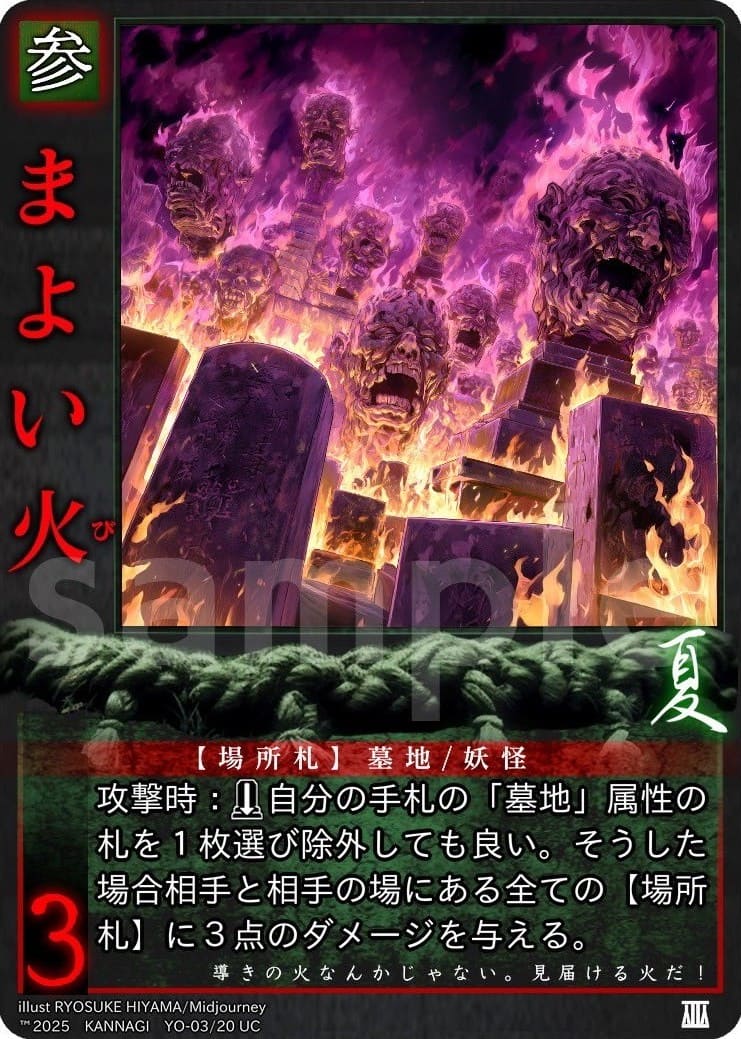 参
まよい火
び
sample
夏
【場所札】墓地/妖怪
攻撃時：自分の手札の「墓地」属性の
札を１枚選び除外しても良い。そうした
場合相手と相手の場にある全ての【場所
札】に３点のダメージを与える。
3
導きの火なんかじゃない。見届ける火だ！
illust RYOSUKE HIYAMA/Midjourney
™2025 KANNAGI YO-03/20 UC